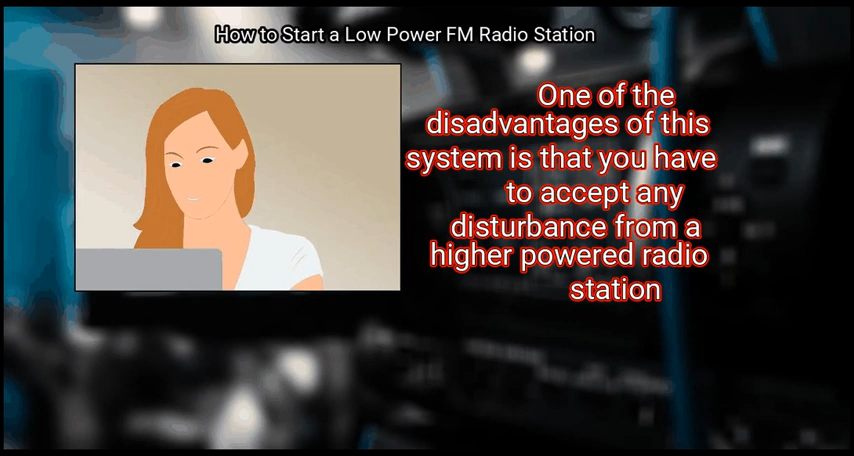 How to Start a Low Power FM Radio Station
One of the
disadvantages of this
system is that you have
to accept any
disturbance from a
higher powered radio
station